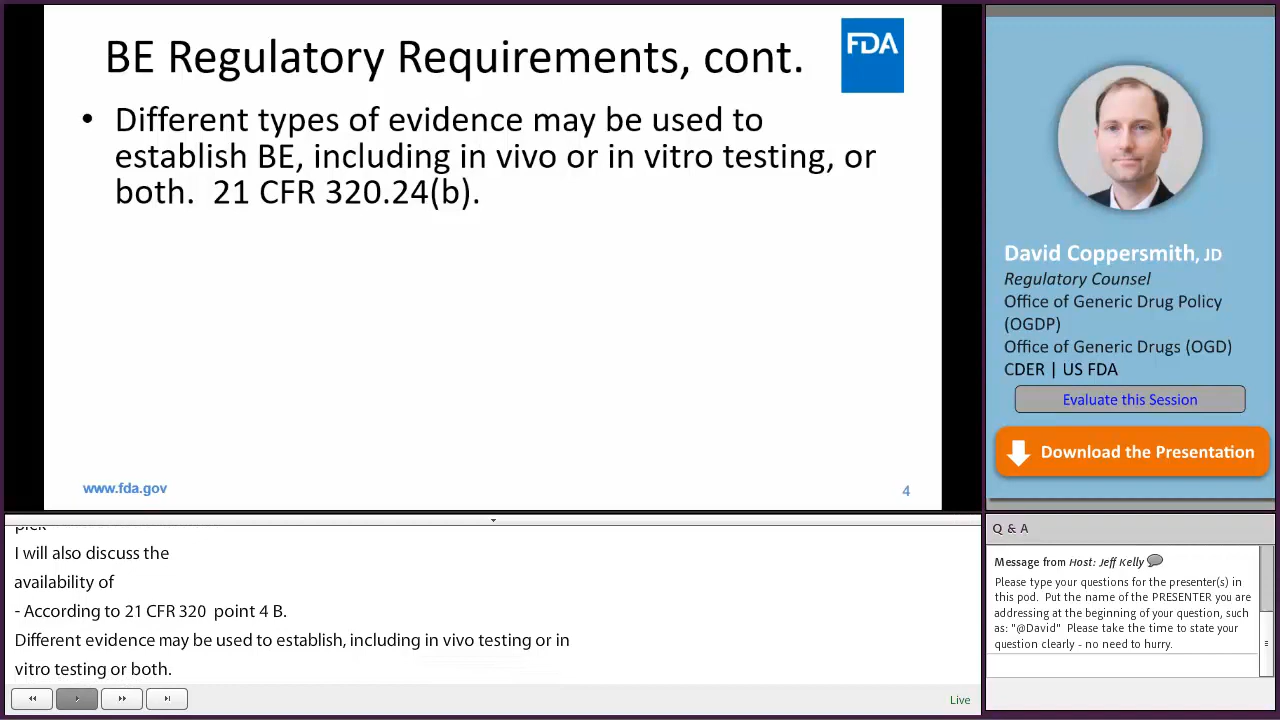 BE Regulatory Requirements, cont.
FDA
• Different types of evidence may be used to
establish BE, including in vivo or in vitro testing, or
both.  21 CFR 320.24(b).
www.fda.gov
4
David Coppersmith, JD
Regulatory Counsel
Office of Generic Drug Policy
(OGDP)
Office of Generic Drugs (OGD)
CDER | US FDA
Evaluate this Session
Download the Presentation
pick
I will also discuss the
availability of
- According to 21 CFR 320  point 4 B.
Different evidence may be used to establish, including in vivo testing or in
vitro testing or both.
Live
Q & A
Message from Host: Jeff Kelly
Please type your questions for the presenter(s) in
this pod.  Put the name of the PRESENTER you are
addressing at the beginning of your question, such
as: "@David"  Please take the time to state your
question clearly - no need to hurry.